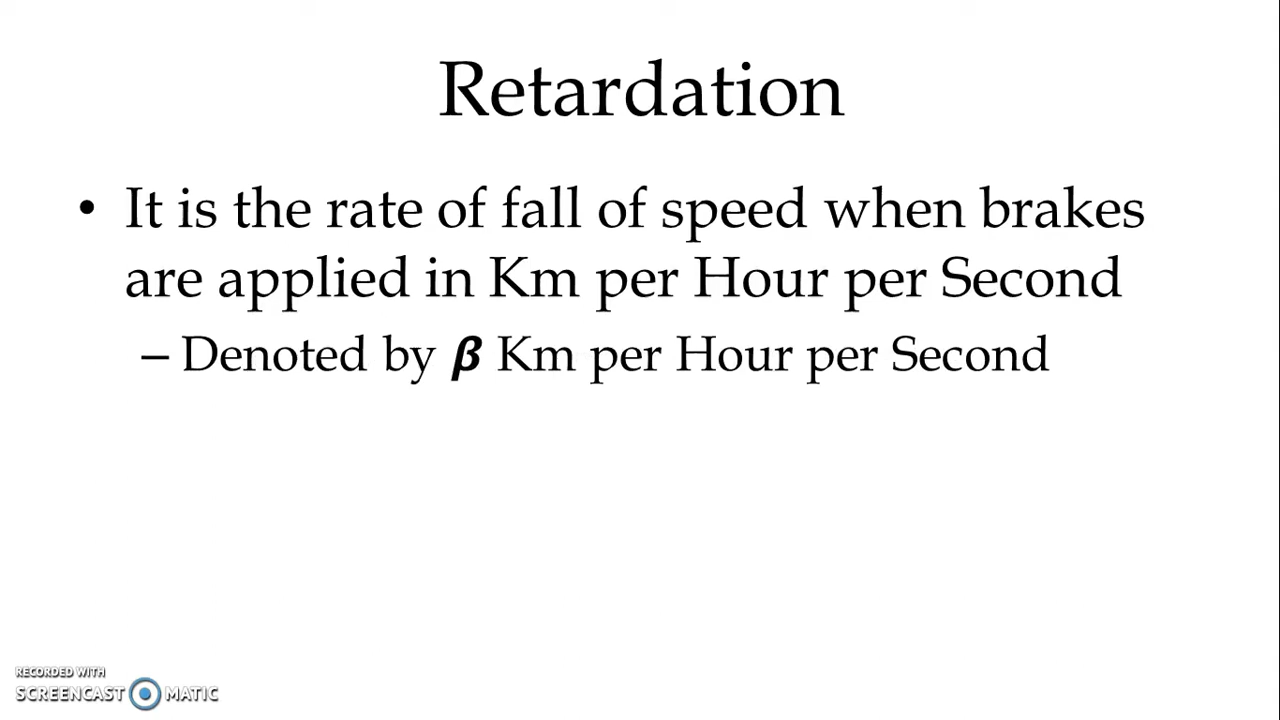 Retardation
• It is the rate of fall of speed when brakes
are applied in Km per Hour per Second
– Denoted by β Km per Hour per Second
RECORDED WITH
SCREENCAST MATIC